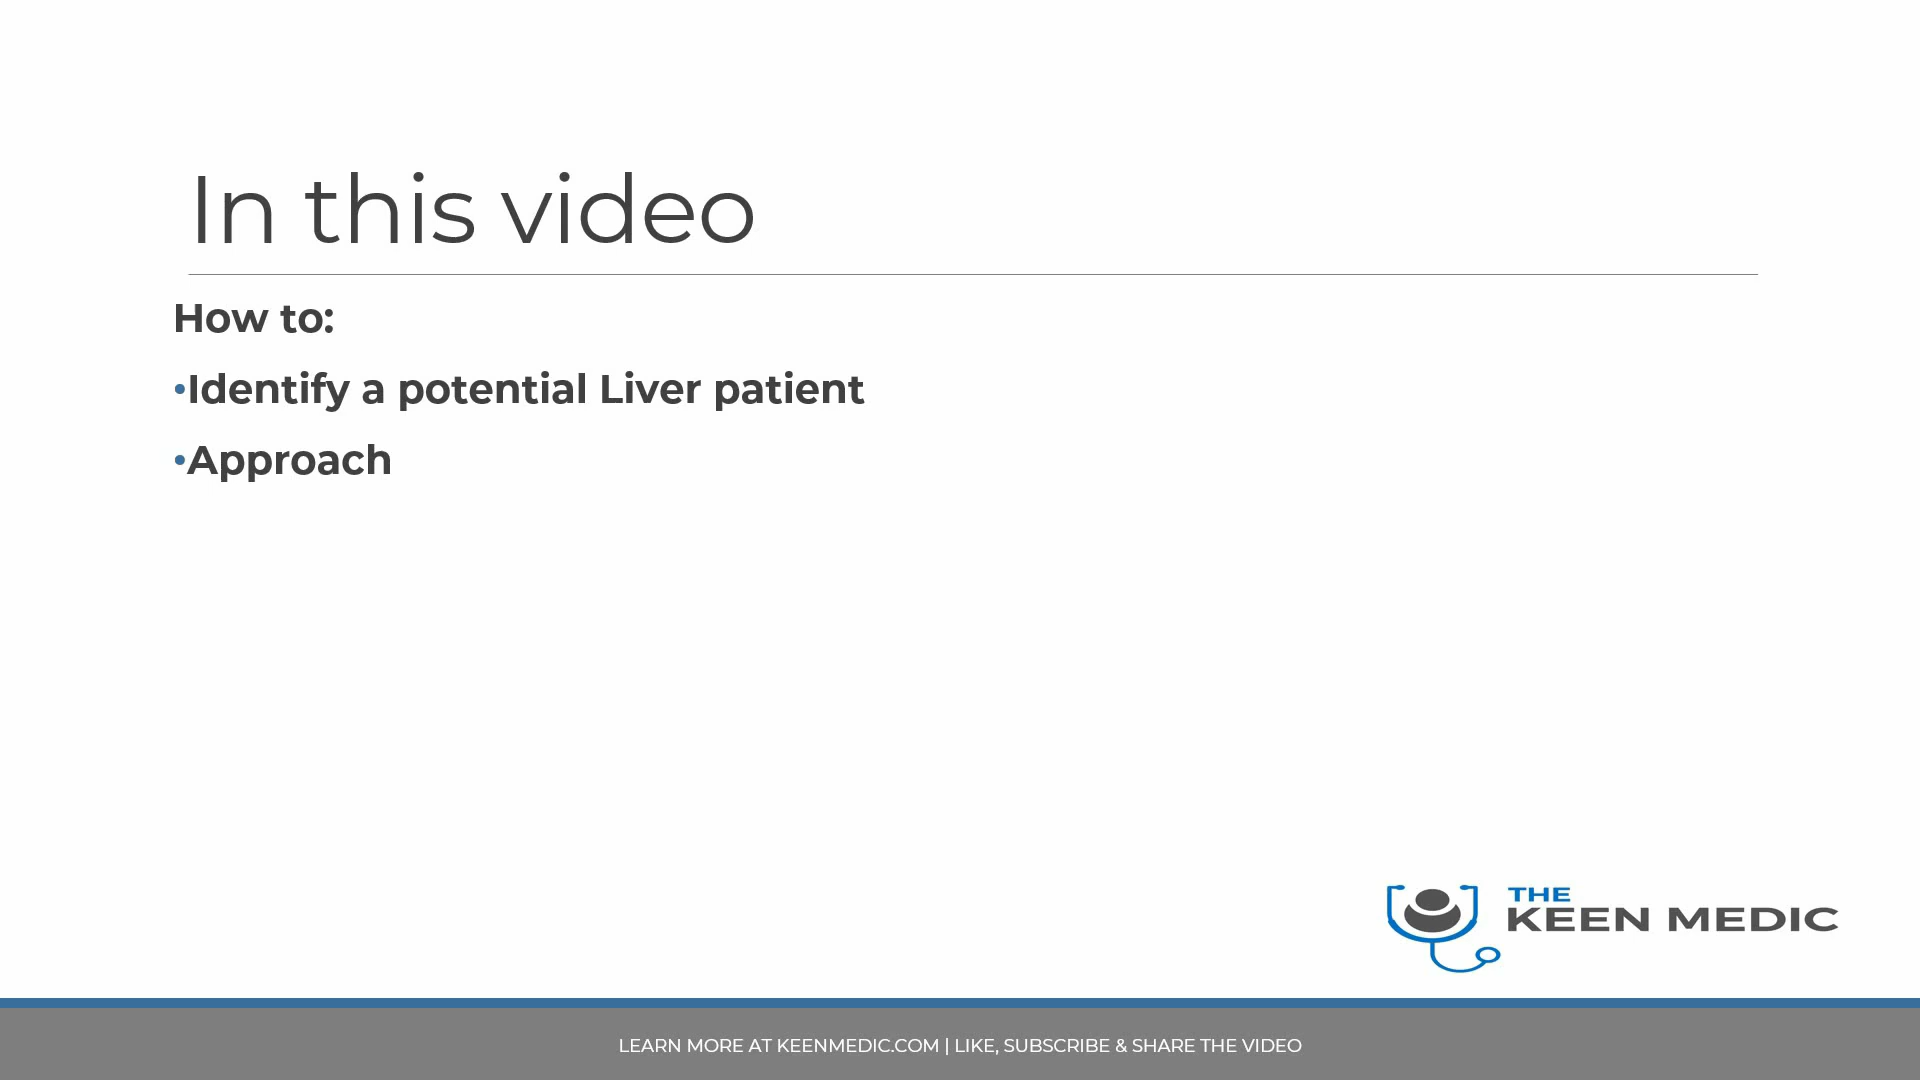 In this video
How to:
•Identify a potential Liver patient
•Approach
THE
KEEN MEDIC
LEARN MORE AT KEENMEDIC.COM | LIKE, SUBSCRIBE & SHARE THE VIDEO